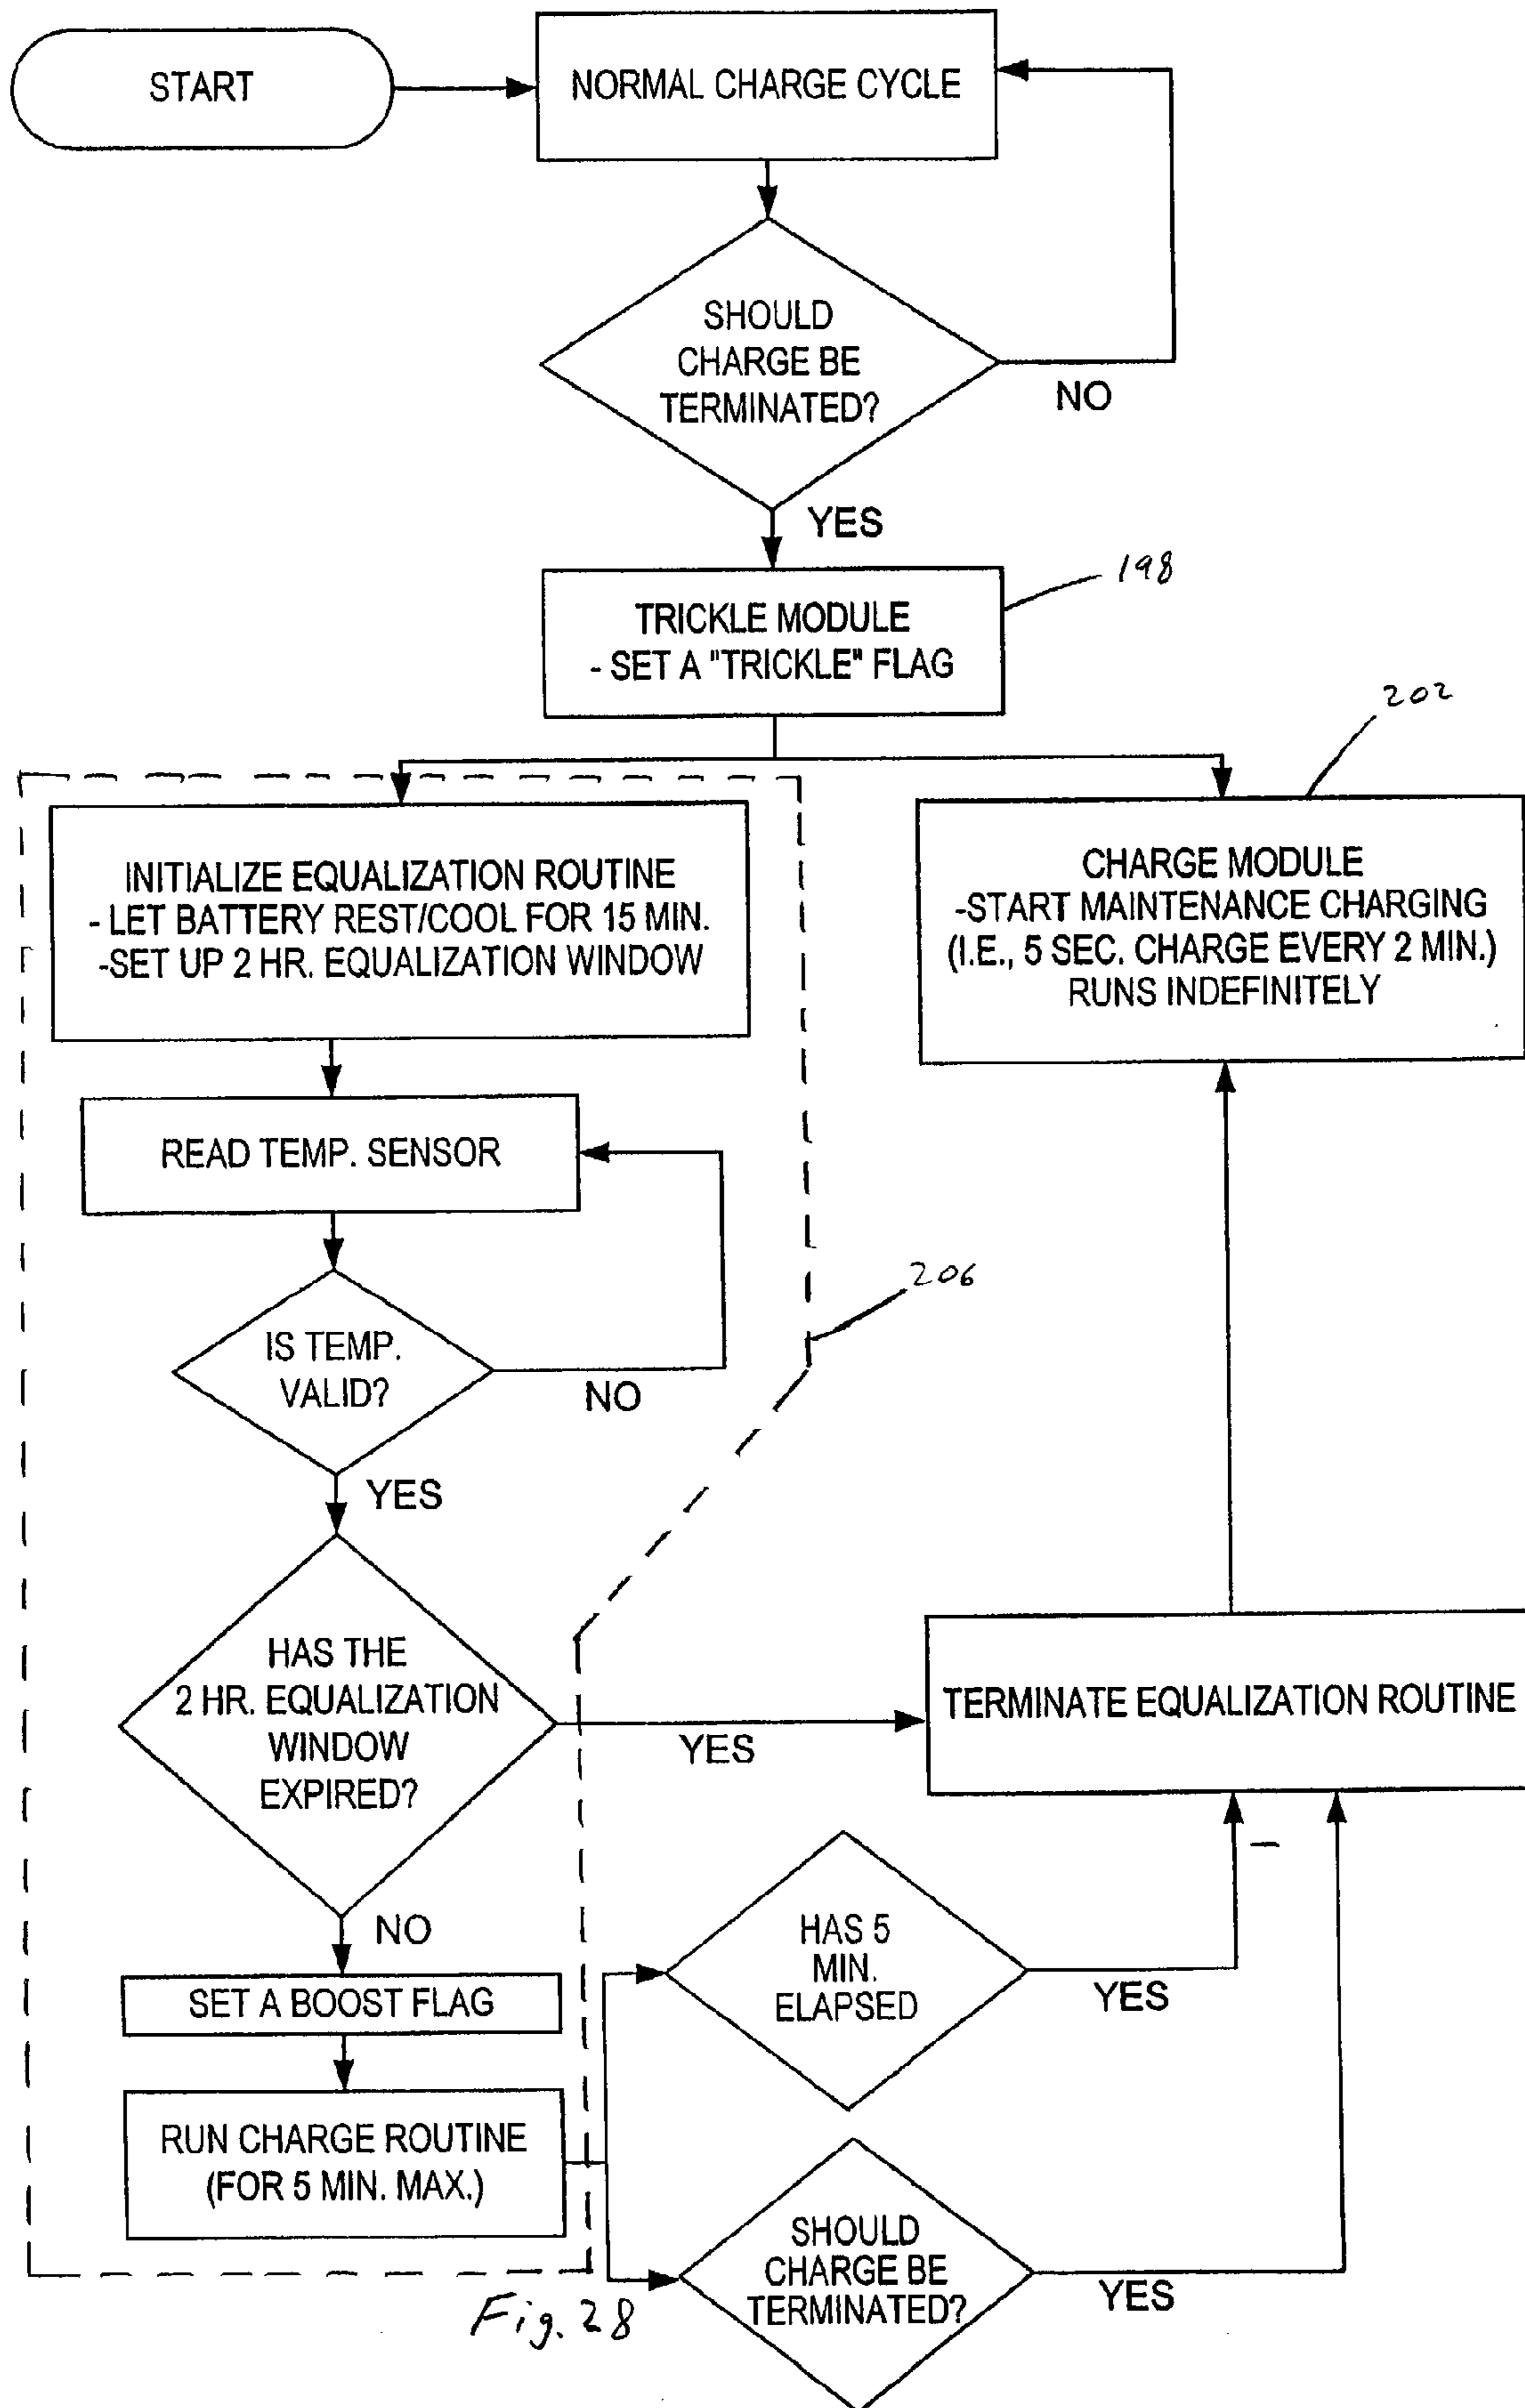 START
NORMAL CHARGE CYCLE
SHOULD
CHARGE BE
TERMINATED?
NO
YES
198
TRICKLE MODULE
- SET A "TRICKLE" FLAG
202
INITIALIZE EQUALIZATION ROUTINE
- LET BATTERY REST/COOL FOR 15 MIN.
-SET UP 2 HR. EQUALIZATION WINDOW
CHARGE MODULE
-START MAINTENANCE CHARGING
(I.E., 5 SEC. CHARGE EVERY 2 MIN.)
RUNS INDEFINITELY
READ TEMP. SENSOR
206
IS TEMP.
VALID?
NO
YES
HAS THE
2 HR. EQUALIZATION
WINDOW
EXPIRED?
YES
TERMINATE EQUALIZATION ROUTINE
NO
SET A BOOST FLAG
HAS 5
MIN.
ELAPSED
YES
RUN CHARGE ROUTINE
(FOR 5 MIN. MAX.)
SHOULD
CHARGE BE
TERMINATED?
YES
Fig. 28